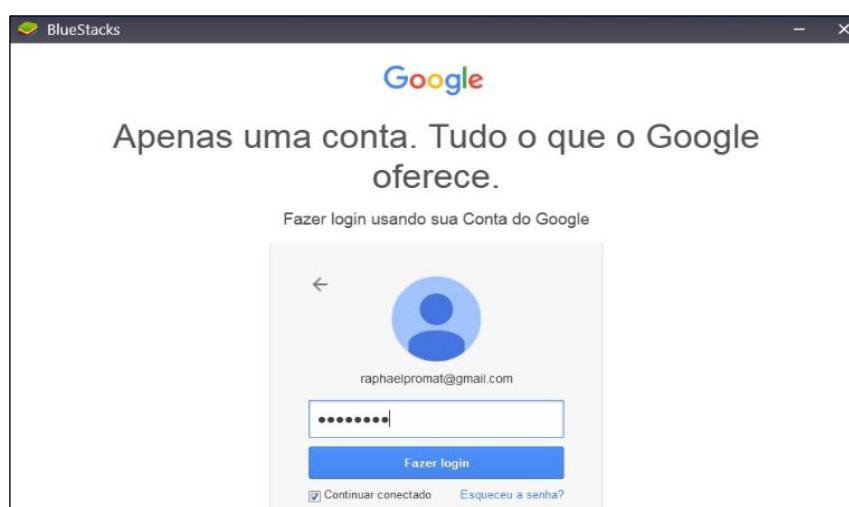 BlueStacks
Google
Apenas uma conta. Tudo o que o Google
oferece.
Fazer login usando sua Conta do Google
raphaelpromat@gmail.com
••••••••
Fazer login
Continuar conectado Esqueceu a senha?